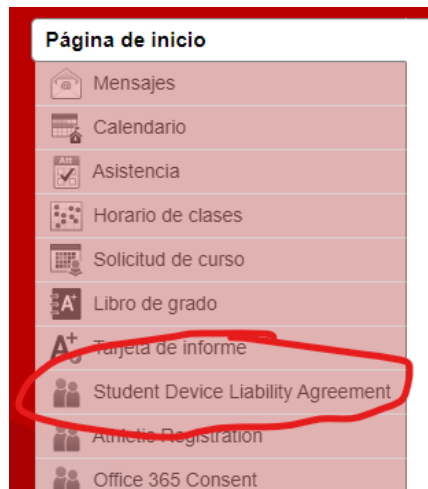 Página de inicio
Mensajes
Calendario
Att
Asistencia
Horario de clases
Solicitud de curso
A+
Libro de grado
A+
Tarjeta de informe
Student Device Liability Agreement
Athletic Registration
Office 365 Consent